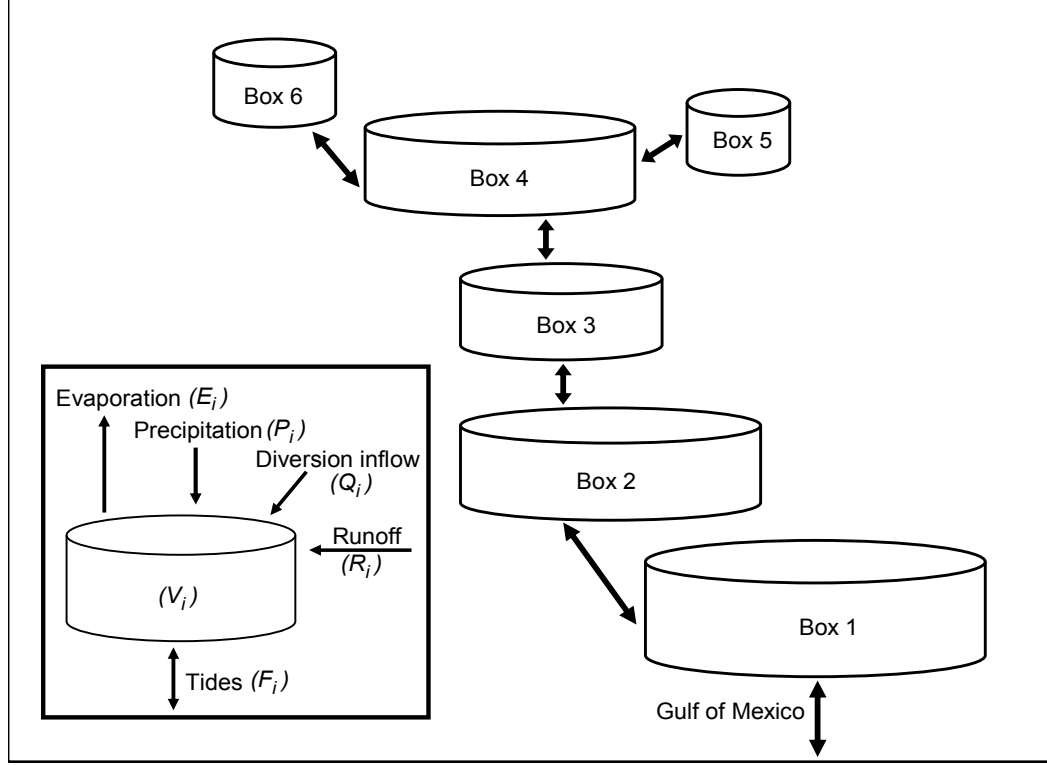 Box 6
Box 5
Box 4
Box 3
Box 2
Box 1
Gulf of Mexico
Evaporation (E_i)
Precipitation (P_i)
Diversion inflow
(Q_i)
Runoff
(R_i)
(V_i)
Tides (F_i)